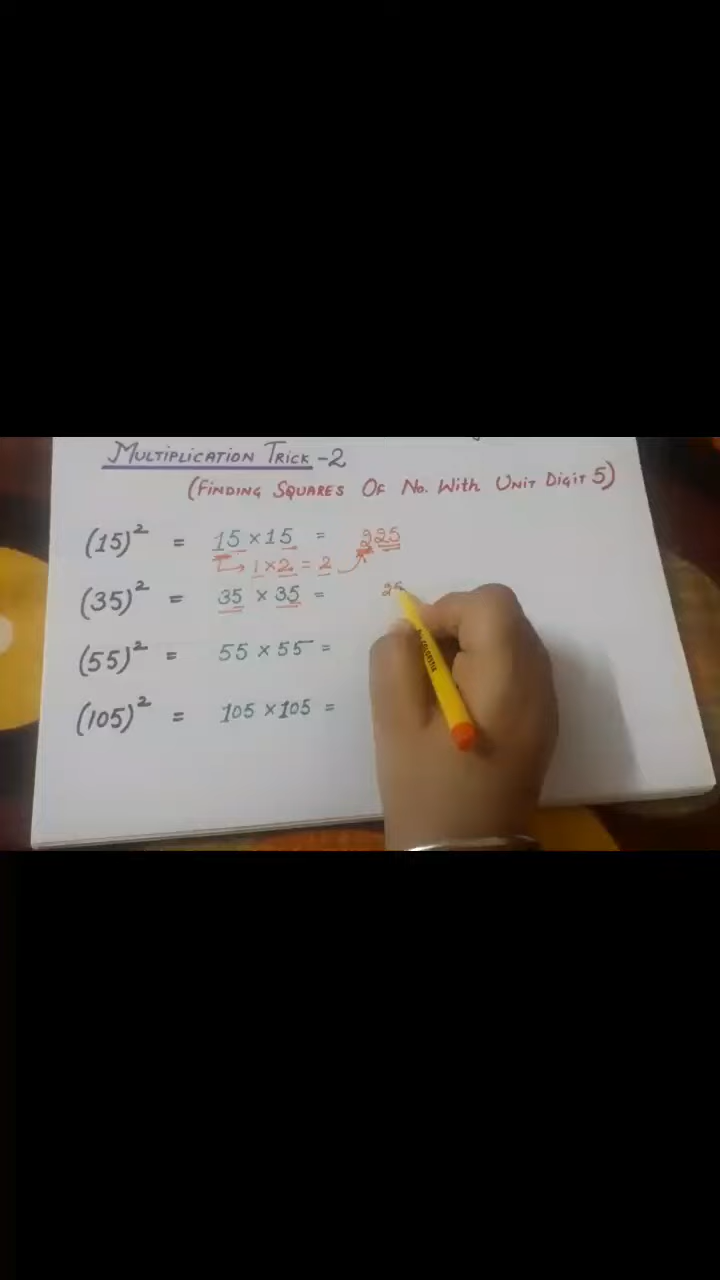 MULTIPLICATION TRICK -2
(FINDING SQUARES OF NO. WITH UNIT DIGIT 5)
(15)² = 15 × 15 = 225
1 × 2 = 2
(35)² = 35 × 35 = 25
(55)² = 55 × 55 =
(105)² = 105 × 105 =